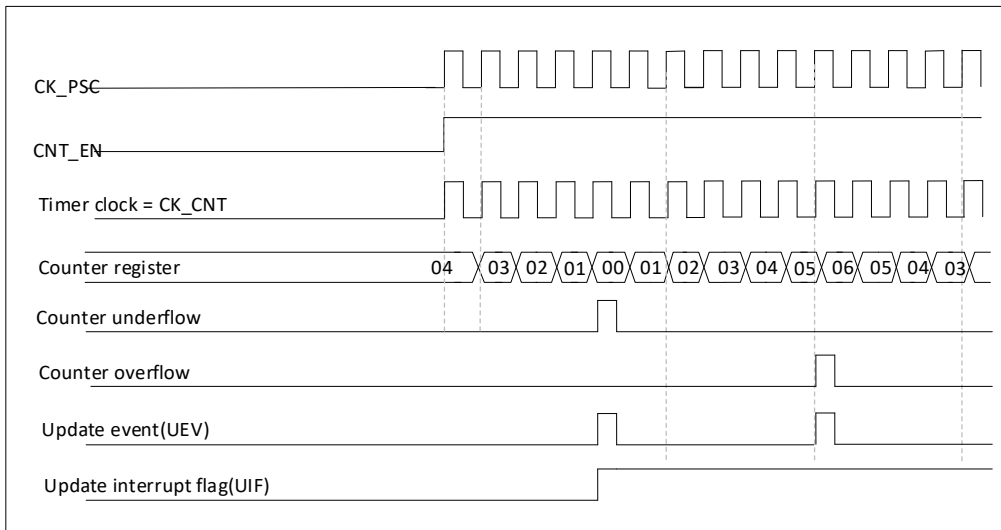 CK_PSC
CNT_EN
Timer clock = CK_CNT
Counter register 04 03 02 01 00 01 02 03 04 05 06 05 04 03
Counter underflow
Counter overflow
Update event(UEV)
Update interrupt flag(UIF)